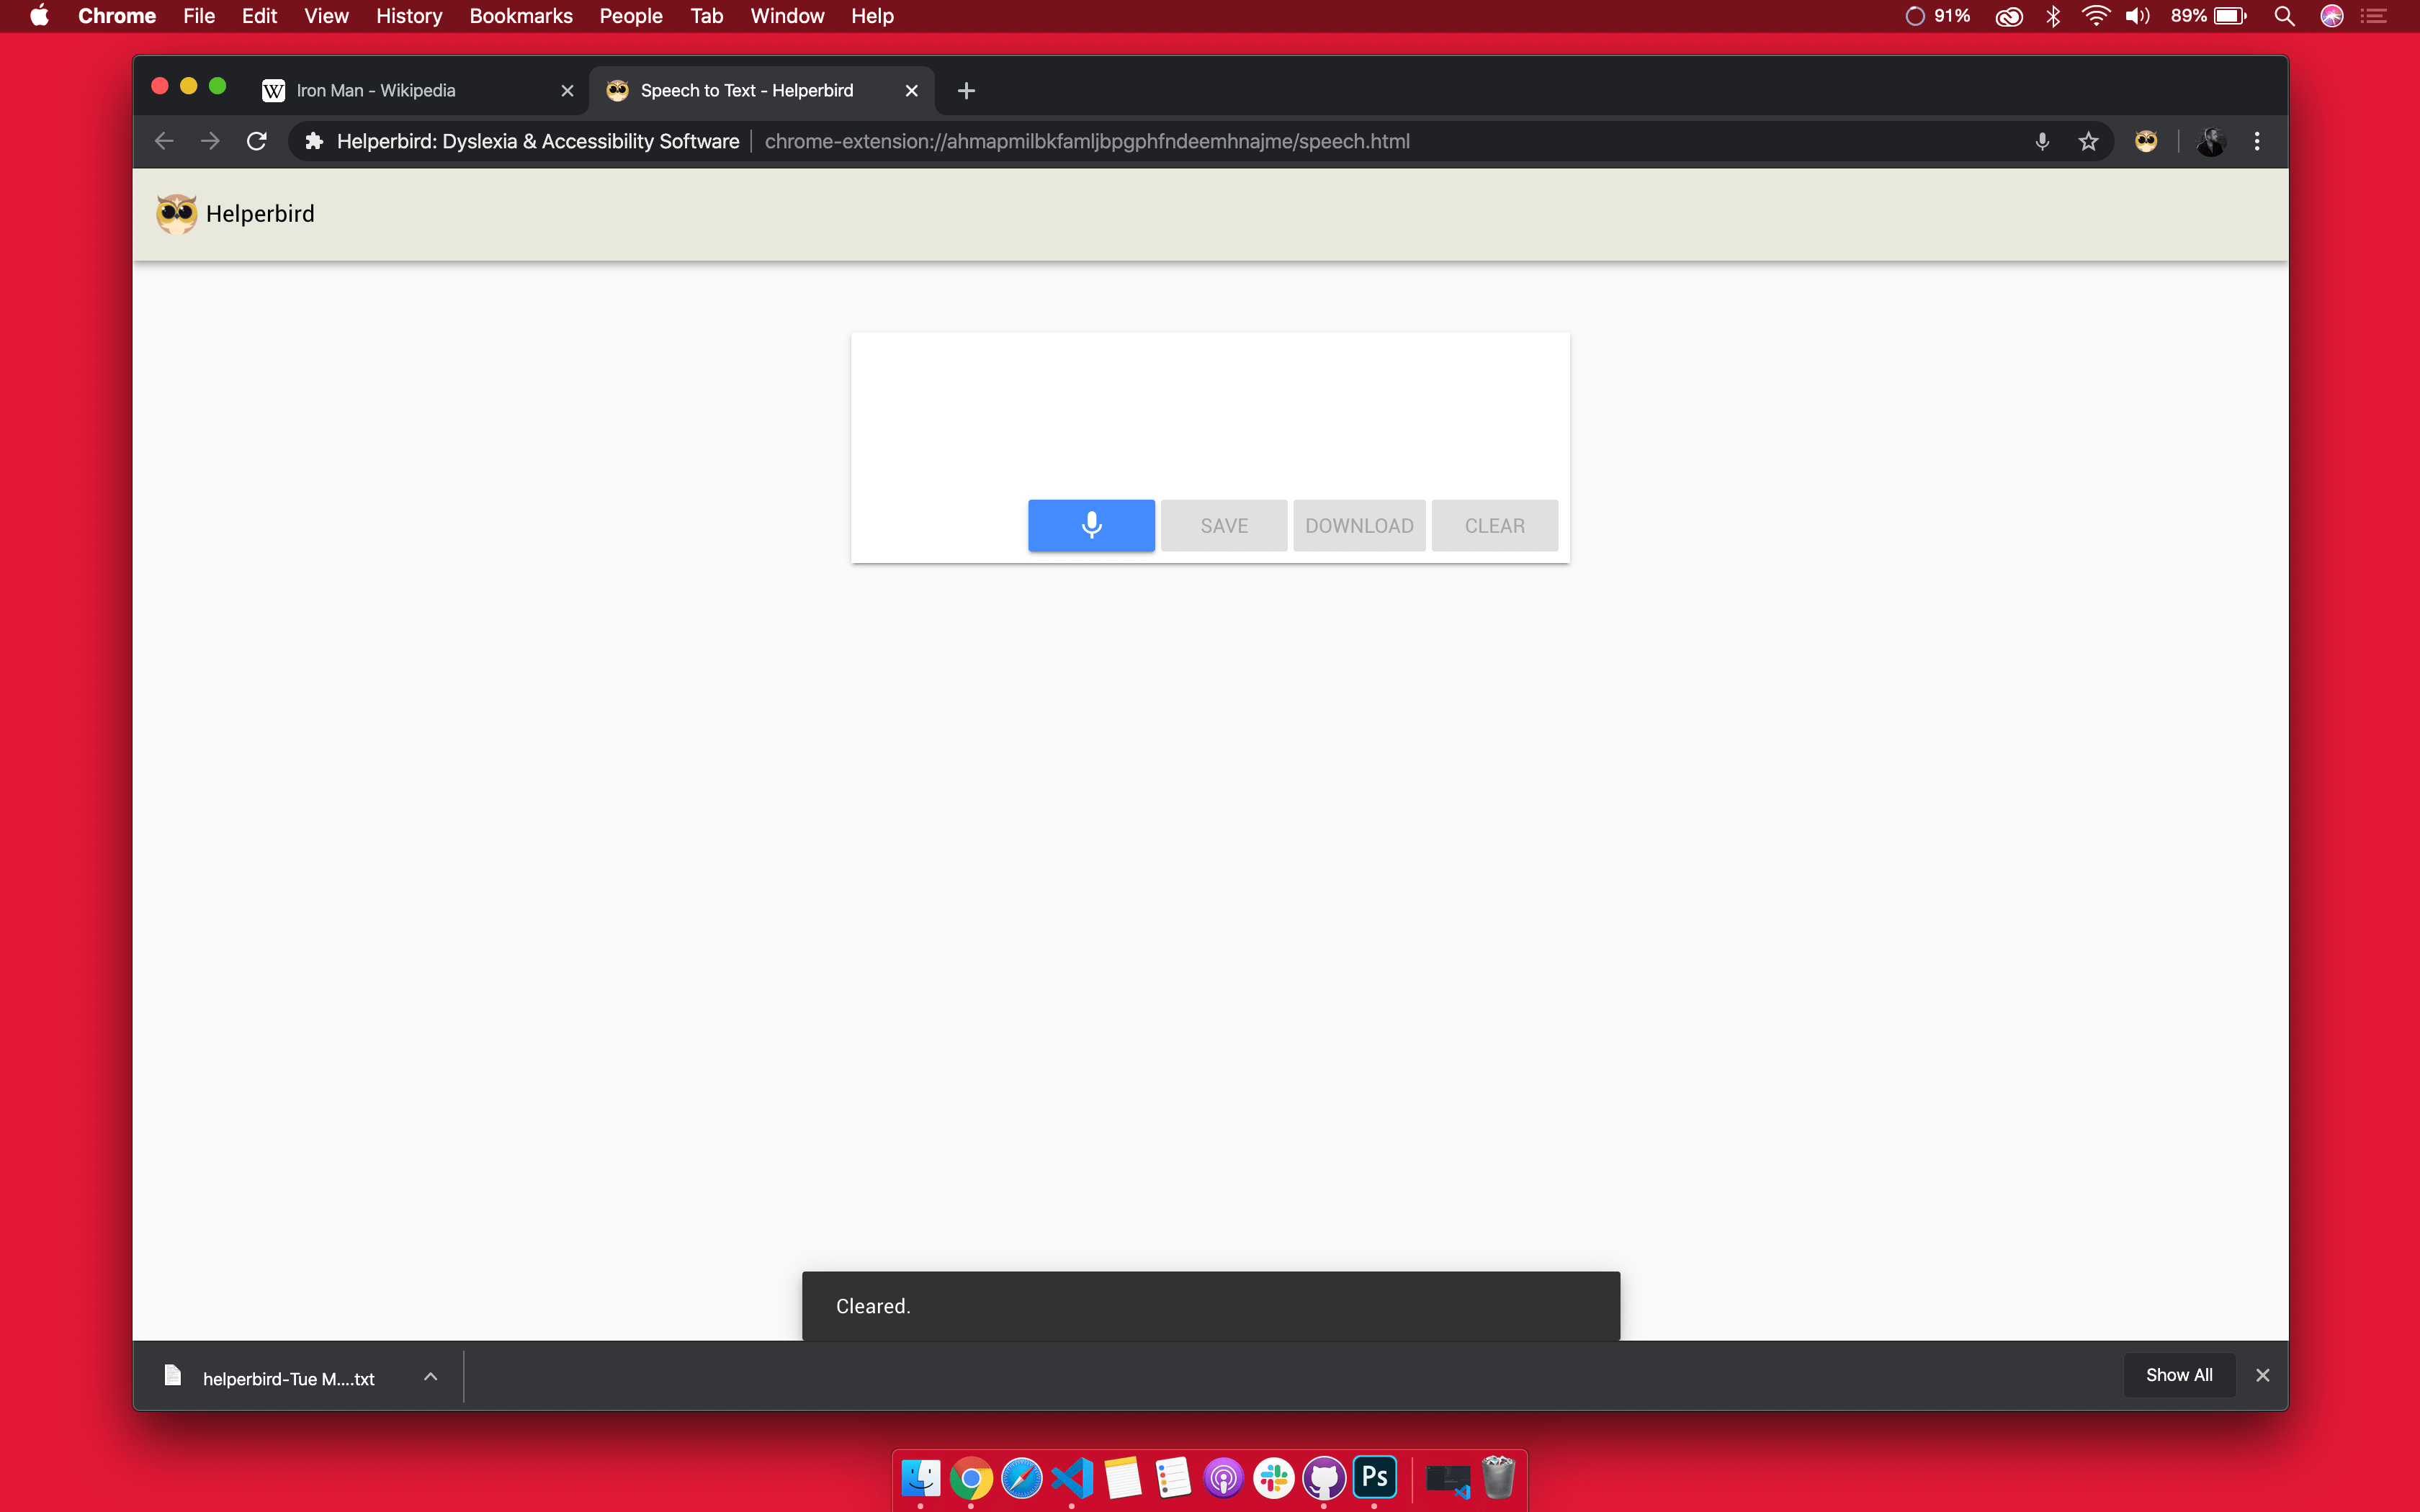 Chrome File Edit View History Bookmarks People Tab Window Help 91% 89%
W Iron Man - Wikipedia Speech to Text - Helperbird
Helperbird: Dyslexia & Accessibility Software chrome-extension://ahmapmilbkfamljbpgphfndeemhnajme/speech.html
Helperbird
SAVE DOWNLOAD CLEAR
Cleared.
helperbird-Tue M....txt Show All
Ps